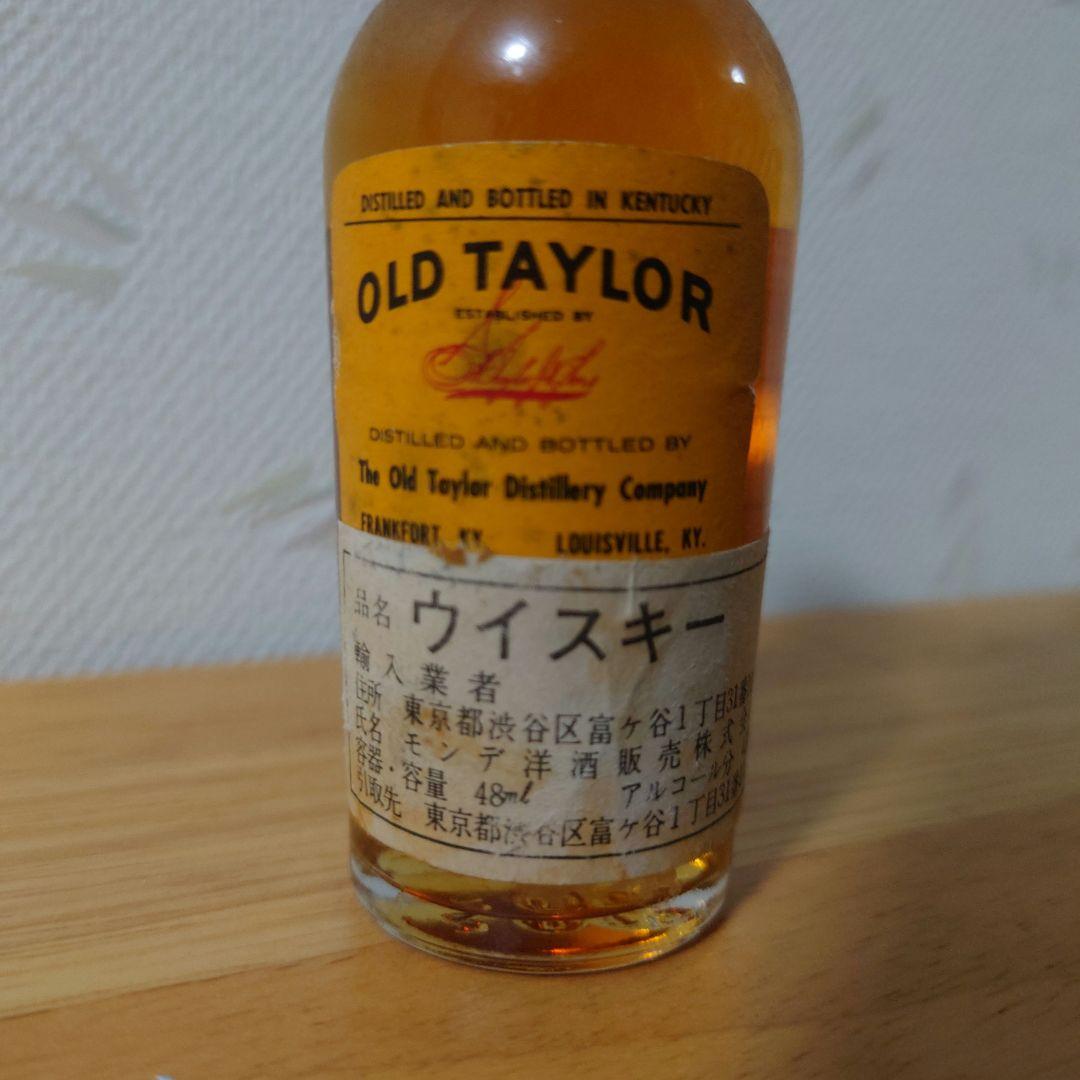 DISTILLED AND BOTTLED IN KENTUCKY
OLD TAYLOR
ESTABLISHED BY
DISTILLED AND BOTTLED BY
The Old Taylor Distillery Company
FRANKFORT, KY. LOUISVILLE, KY.
品名 ウイスキー
輸入業者
住所 東京都渋谷区富ケ谷1丁目31番
氏名 モンデ洋酒販売株式
容器・容量 48ml アルコール分
引取先 東京都渋谷区富ケ谷1丁目31番